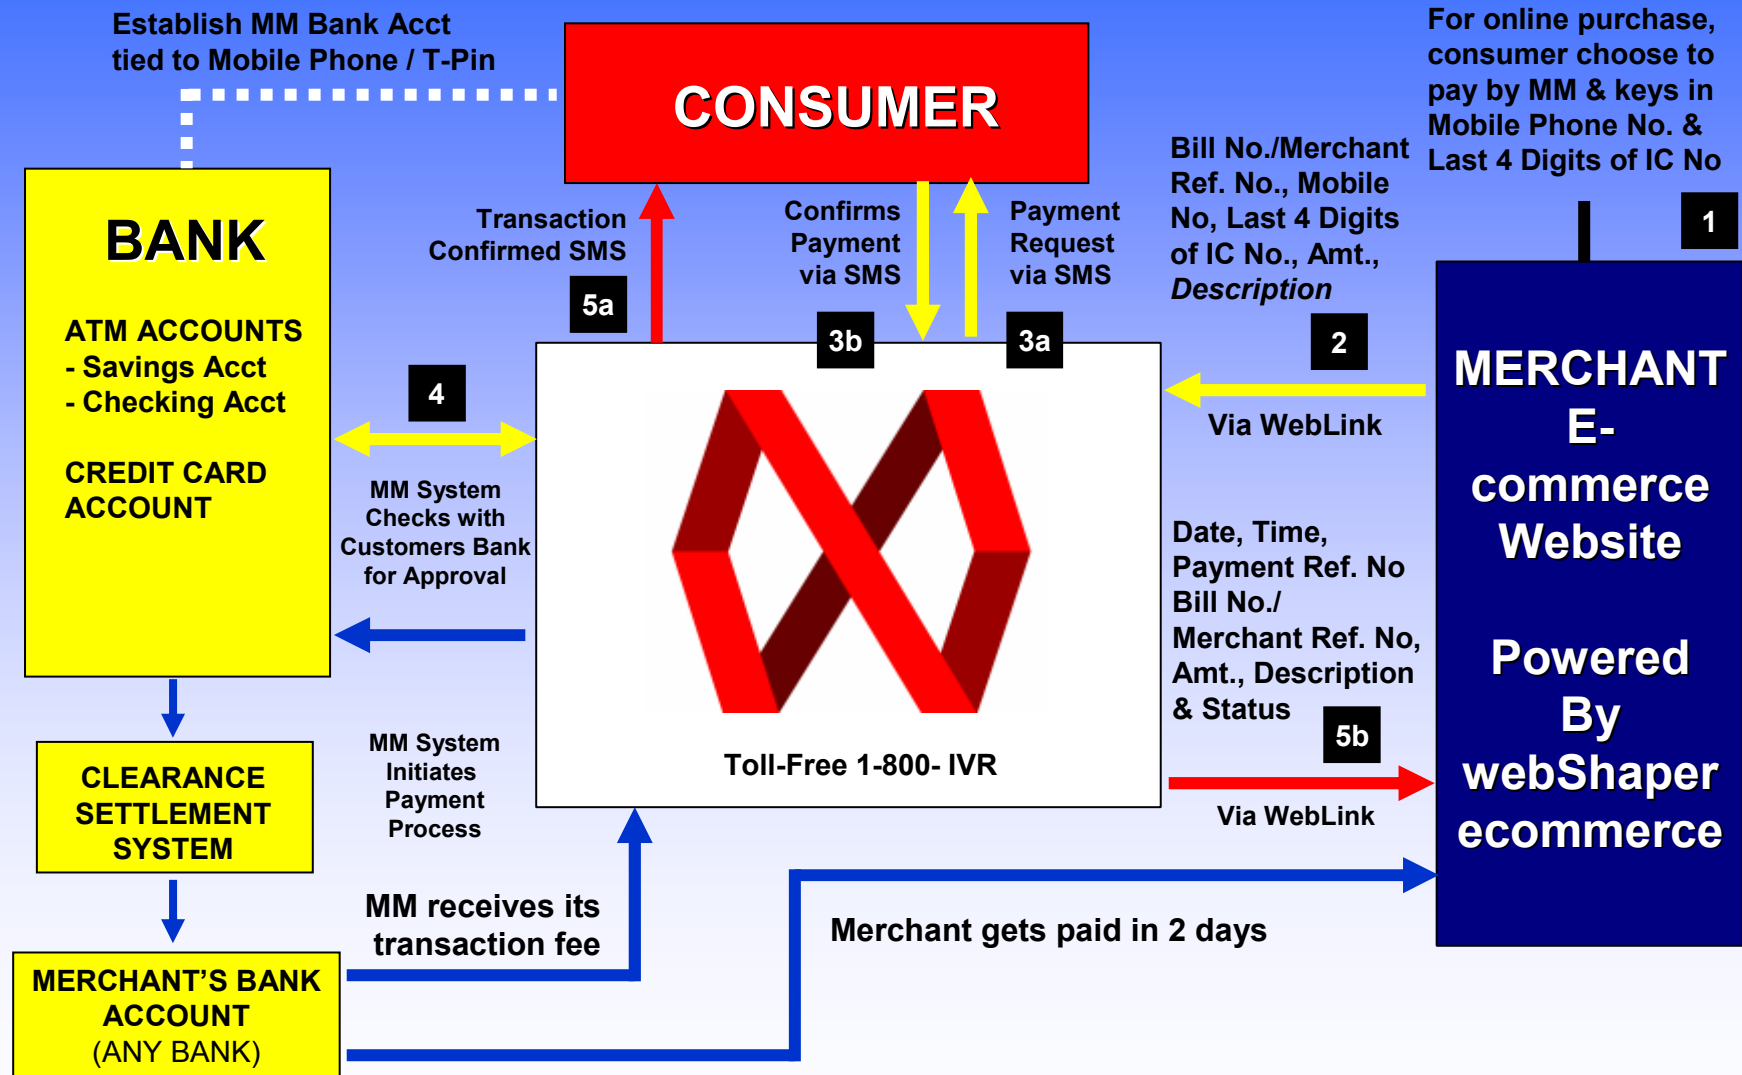 Establish MM Bank Acct
tied to Mobile Phone / T-Pin
CONSUMER
For online purchase,
consumer choose to
pay by MM & keys in
Mobile Phone No. &
Last 4 Digits of IC No
1
BANK
ATM ACCOUNTS
- Savings Acct
- Checking Acct
CREDIT CARD
ACCOUNT
Transaction
Confirmed SMS
5a
Confirms
Payment
via SMS
3b
Payment
Request
via SMS
3a
Bill No./Merchant
Ref. No., Mobile
No, Last 4 Digits
of IC No., Amt.,
Description
2
Via WebLink
MERCHANT
E-
commerce
Website
Powered
By
webShaper
ecommerce
4
MM System
Checks with
Customers Bank
for Approval
Toll-Free 1-800- IVR
Date, Time,
Payment Ref. No
Bill No./
Merchant Ref. No,
Amt., Description
& Status
5b
Via WebLink
MM System
Initiates
Payment
Process
CLEARANCE
SETTLEMENT
SYSTEM
MM receives its
transaction fee
Merchant gets paid in 2 days
MERCHANT’S BANK
ACCOUNT
(ANY BANK)